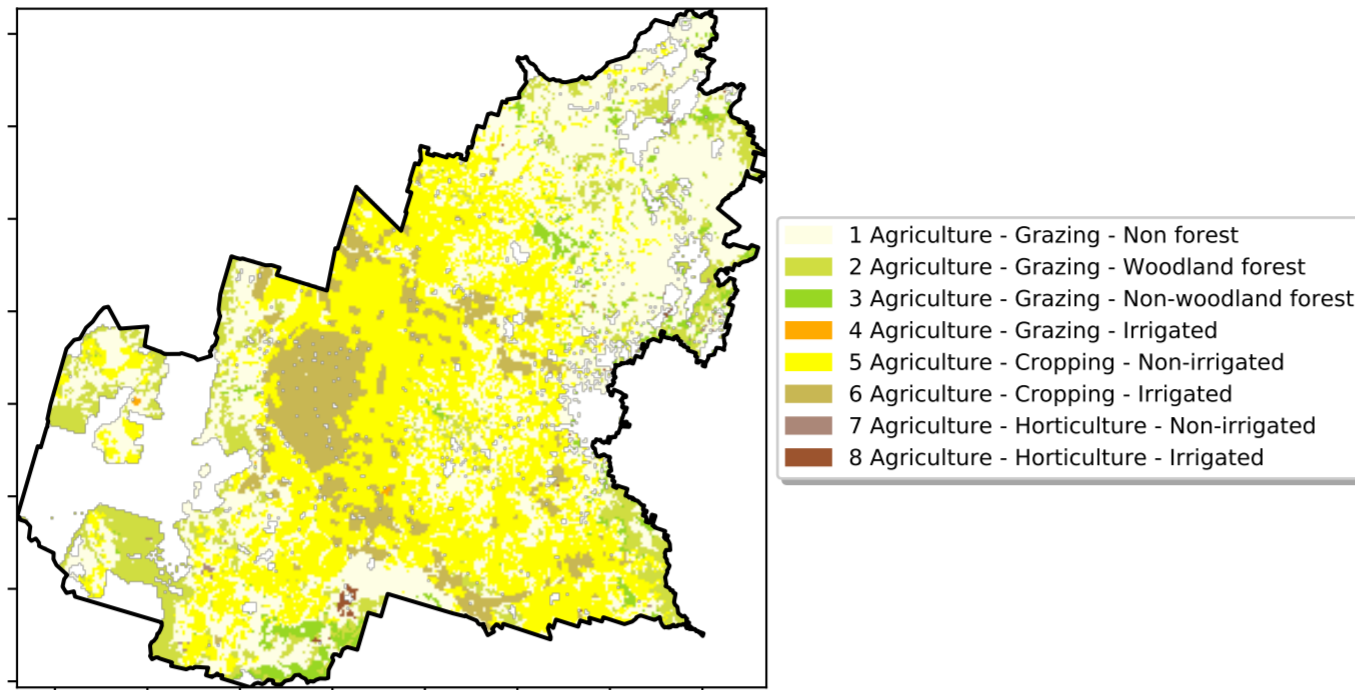 1 Agriculture - Grazing - Non forest
2 Agriculture - Grazing - Woodland forest
3 Agriculture - Grazing - Non-woodland forest
4 Agriculture - Grazing - Irrigated
5 Agriculture - Cropping - Non-irrigated
6 Agriculture - Cropping - Irrigated
7 Agriculture - Horticulture - Non-irrigated
8 Agriculture - Horticulture - Irrigated